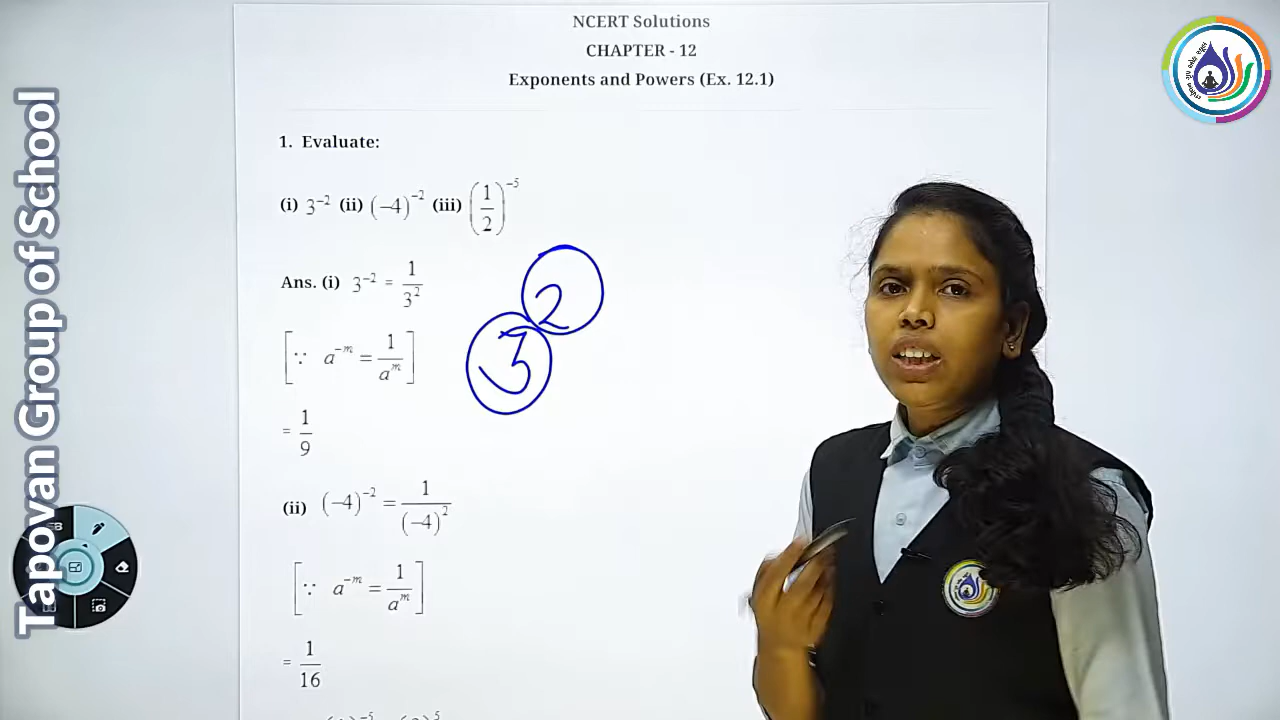 NCERT Solutions
CHAPTER - 12
Exponents and Powers (Ex. 12.1)
1. Evaluate:
(i) 3⁻² (ii) (−4)⁻² (iii) (1/2)⁻⁵
Ans. (i) 3⁻² = 1/3²
[∵ a⁻ᵐ = 1/aᵐ]
= 1/9
(ii) (−4)⁻² = 1/(−4)²
[∵ a⁻ᵐ = 1/aᵐ]
= 1/16
3²
Tapovan Group of School